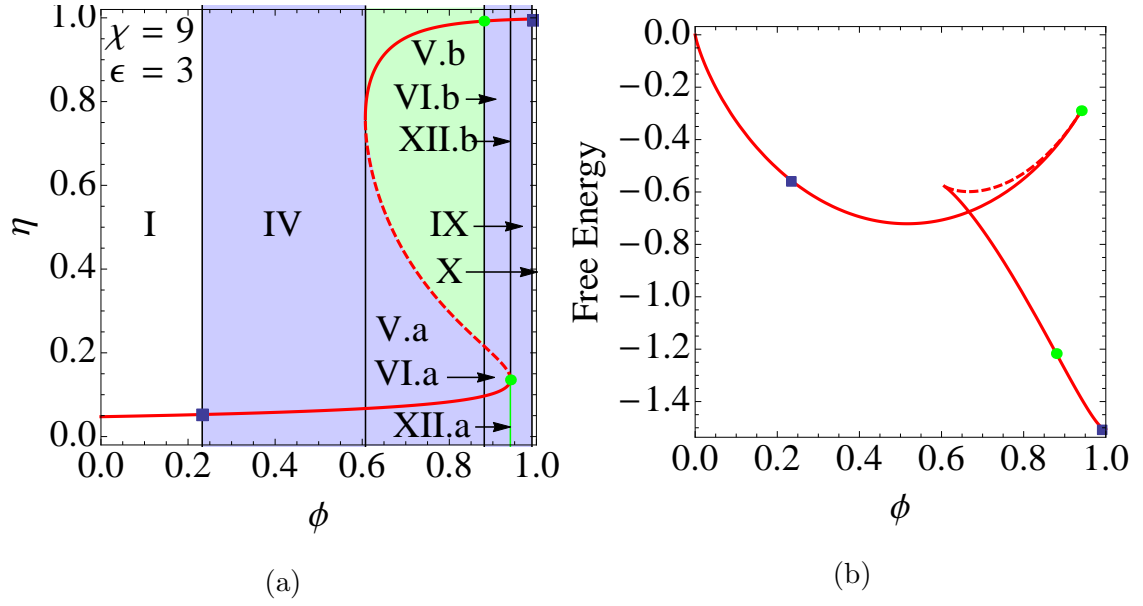 χ = 9
ϵ = 3
V.b
VI.b
XII.b
I
IV
IX
X
V.a
VI.a
XII.a
η
1.0
0.8
0.6
0.4
0.2
0.0
0.0 0.2 0.4 0.6 0.8 1.0
ϕ
(a)
Free Energy
0.0
−0.2
−0.4
−0.6
−0.8
−1.0
−1.2
−1.4
0.0 0.2 0.4 0.6 0.8 1.0
ϕ
(b)